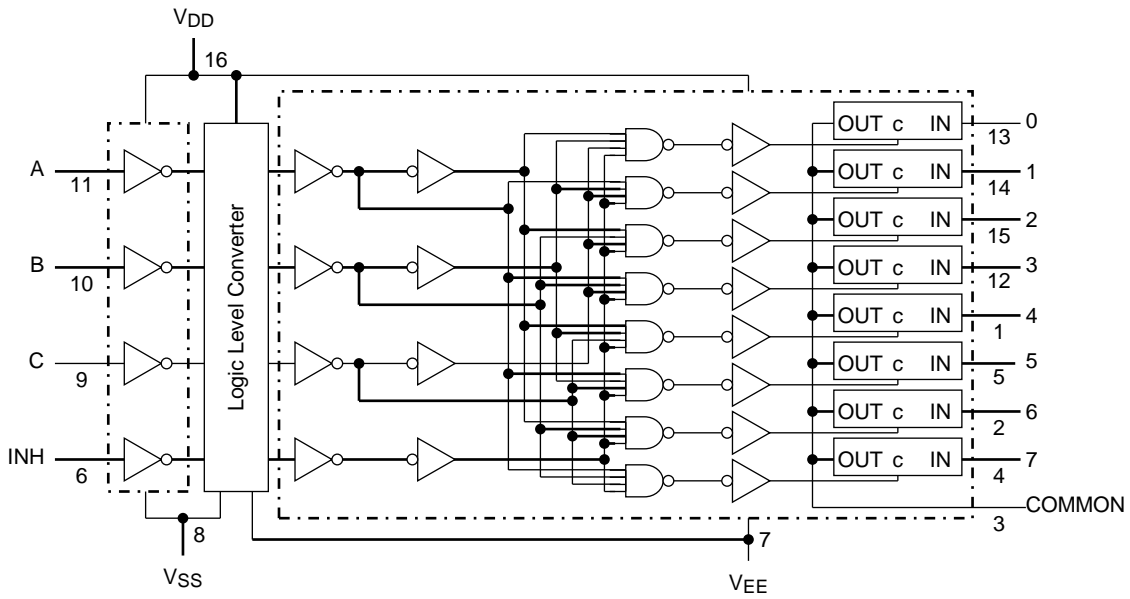 VDD
16
OUT c IN
13
0
A
11
OUT c IN
14
1
OUT c IN
15
2
B
10
OUT c IN
12
3
Logic Level Converter
OUT c IN
1
4
C
9
OUT c IN
5
5
OUT c IN
2
6
INH
6
OUT c IN
4
7
3
COMMON
8
7
VSS
VEE